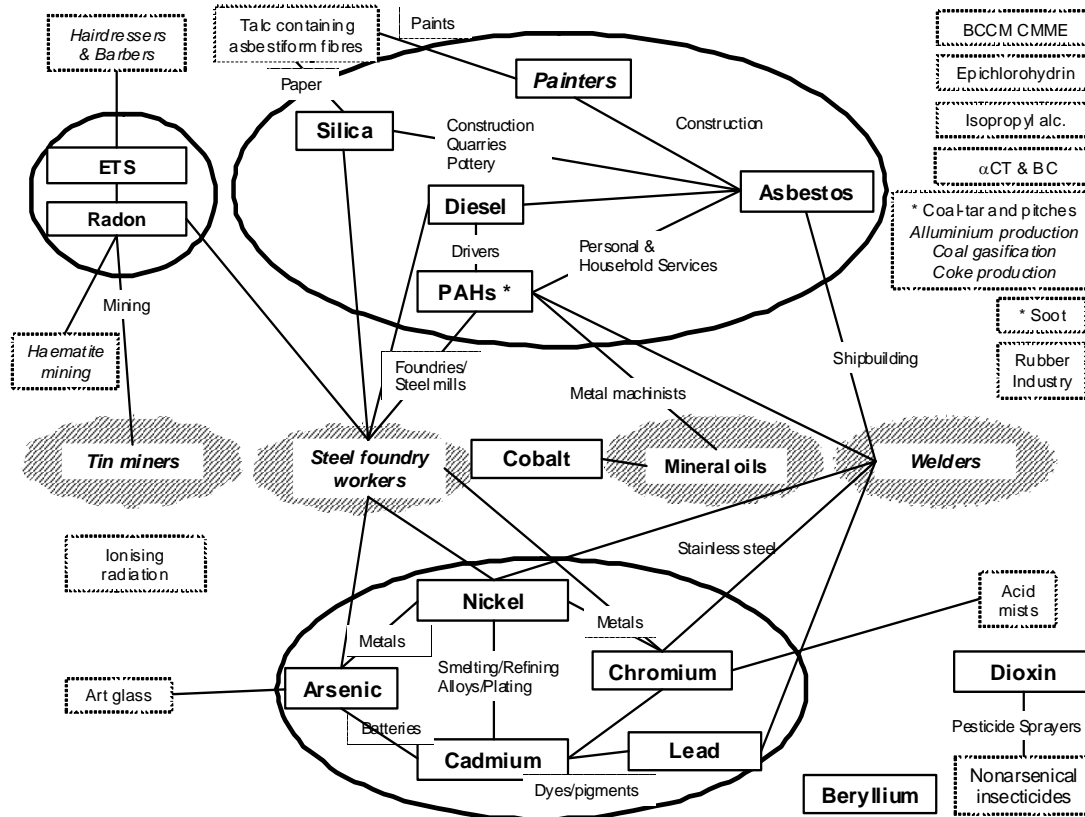 Hairdressers
& Barbers
Talc containing
asbestiform fibres
Paints
BCCM CMME
Paper
Painters
Epichlorohydrin
Silica
Construction
Quarries
Pottery
Construction
Isopropyl alc.
ETS
αCT & BC
Radon
Diesel
Asbestos
* Coal-tar and pitches
Alluminium production
Coal gasification
Coke production
Drivers
Personal &
Household Services
PAHs *
Mining
* Soot
Haematite
mining
Foundries/
Steel mills
Metal machinists
Shipbuilding
Rubber
Industry
Tin miners
Steel foundry
workers
Cobalt
Mineral oils
Welders
Ionising
radiation
Stainless steel
Nickel
Acid
mists
Metals
Metals
Smelting/Refining
Alloys/Plating
Chromium
Arsenic
Art glass
Dioxin
Batteries
Pesticide Sprayers
Cadmium
Lead
Dyes/pigments
Beryllium
Nonarsenical
insecticides